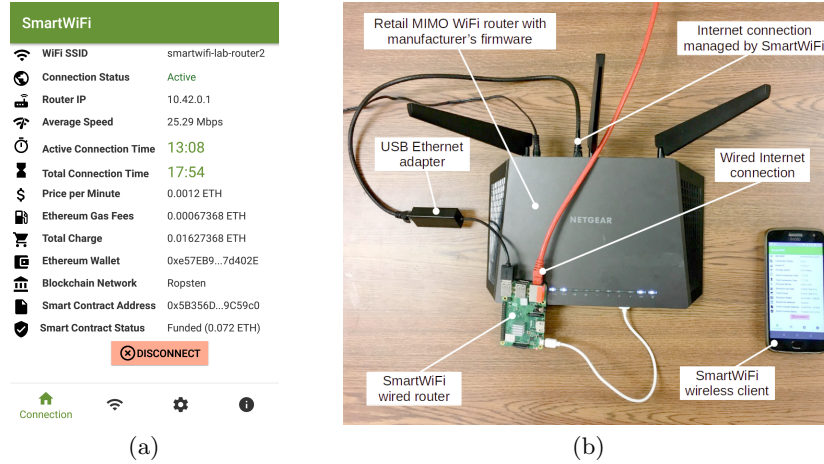 SmartWiFi
WiFi SSID smartwifi-lab-router2
Connection Status Active
Router IP 10.42.0.1
Average Speed 25.29 Mbps
Active Connection Time 13:08
Total Connection Time 17:54
Price per Minute 0.0012 ETH
Ethereum Gas Fees 0.00067368 ETH
Total Charge 0.01627368 ETH
Ethereum Wallet 0xe57EB9...7d402E
Blockchain Network Ropsten
Smart Contract Address 0x5B356D...9C59c0
Smart Contract Status Funded (0.072 ETH)
DISCONNECT
Connection
(a)
Retail MIMO WiFi router with
manufacturer's firmware
Internet connection
managed by SmartWiFi
USB Ethernet
adapter
Wired Internet
connection
NETGEAR
SmartWiFi
wired router
SmartWiFi
wireless client
(b)